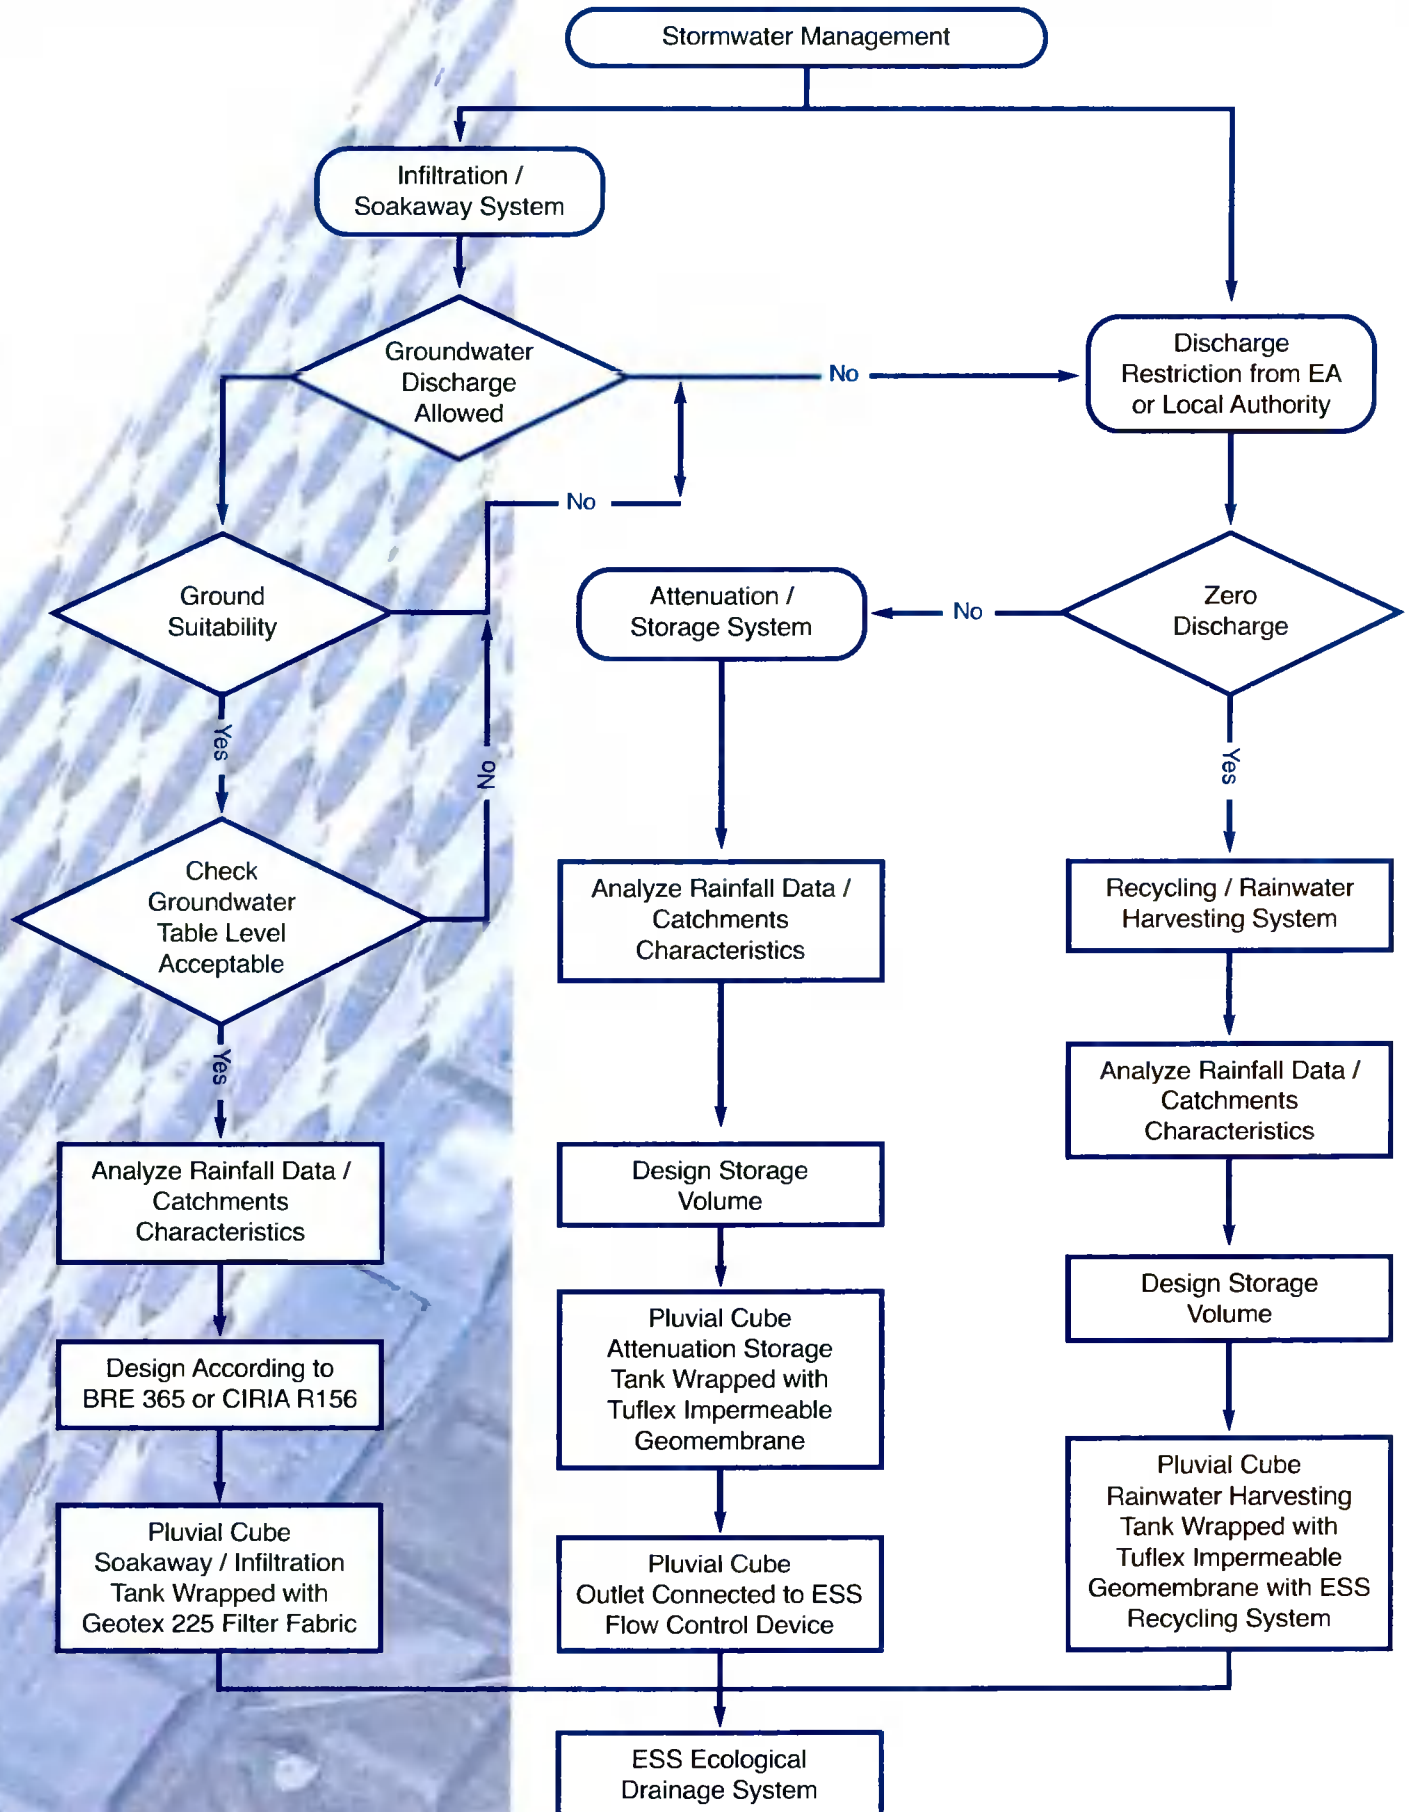 Stormwater Management
Infiltration /
Soakaway System
Groundwater
Discharge
Allowed
No
Discharge
Restriction from EA
or Local Authority
No
Ground
Suitability
Attenuation /
Storage System
No
Zero
Discharge
Yes
No
Yes
Check
Groundwater
Table Level
Acceptable
Analyze Rainfall Data /
Catchments
Characteristics
Recycling / Rainwater
Harvesting System
Yes
Analyze Rainfall Data /
Catchments
Characteristics
Analyze Rainfall Data /
Catchments
Characteristics
Design Storage
Volume
Design Storage
Volume
Design According to
BRE 365 or CIRIA R156
Pluvial Cube
Attenuation Storage
Tank Wrapped with
Tuflex Impermeable
Geomembrane
Pluvial Cube
Rainwater Harvesting
Tank Wrapped with
Tuflex Impermeable
Geomembrane with ESS
Recycling System
Pluvial Cube
Soakaway / Infiltration
Tank Wrapped with
Geotex 225 Filter Fabric
Pluvial Cube
Outlet Connected to ESS
Flow Control Device
ESS Ecological
Drainage System